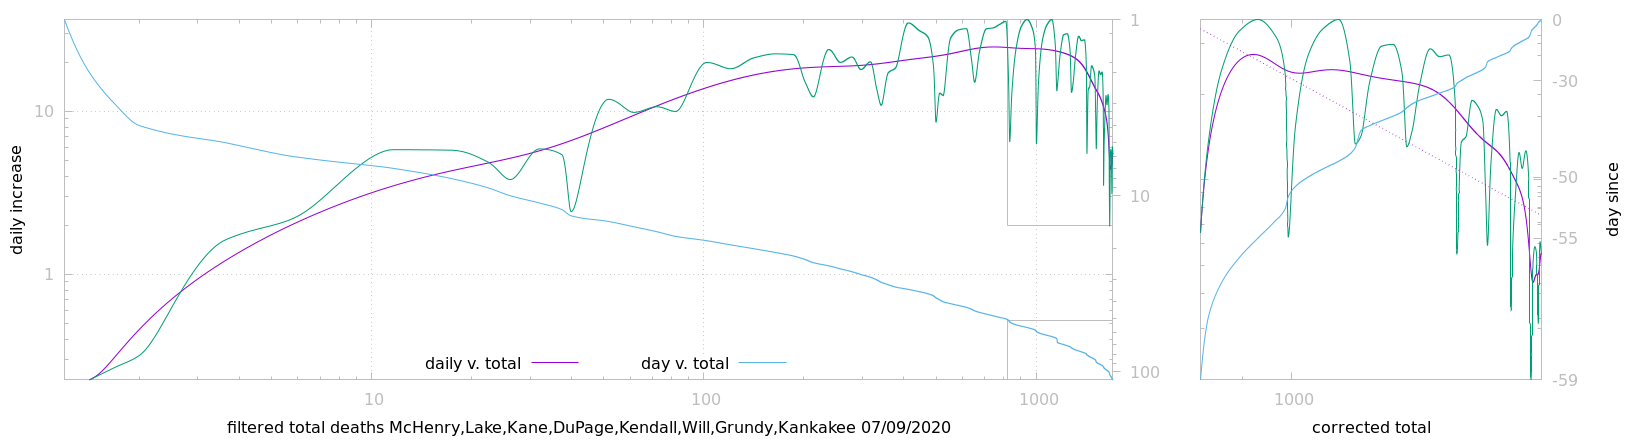 1
0
10
-30
daily increase
-50
day since
10
-55
1
daily v. total
day v. total
100
-59
10
100
1000
1000
filtered total deaths McHenry,Lake,Kane,DuPage,Kendall,Will,Grundy,Kankakee 07/09/2020
corrected total